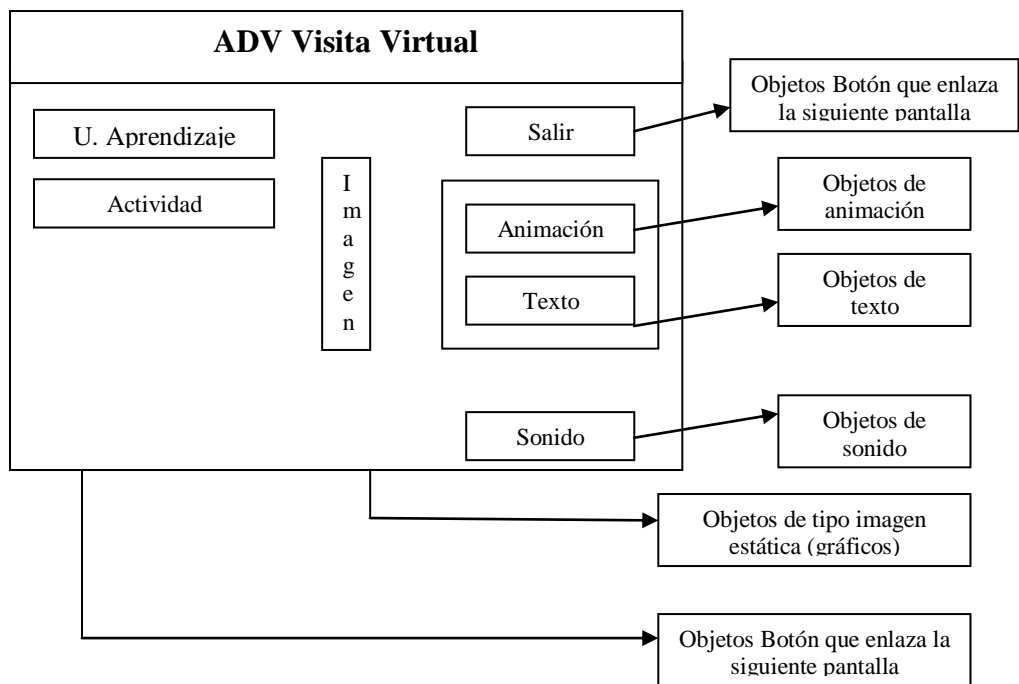 ADV Visita Virtual
U. Aprendizaje
Actividad
Imagen
Salir
Animación
Texto
Sonido
Objetos Botón que enlaza
la siguiente pantalla
Objetos de
animación
Objetos de
texto
Objetos de
sonido
Objetos de tipo imagen
estática (gráficos)
Objetos Botón que enlaza la
siguiente pantalla